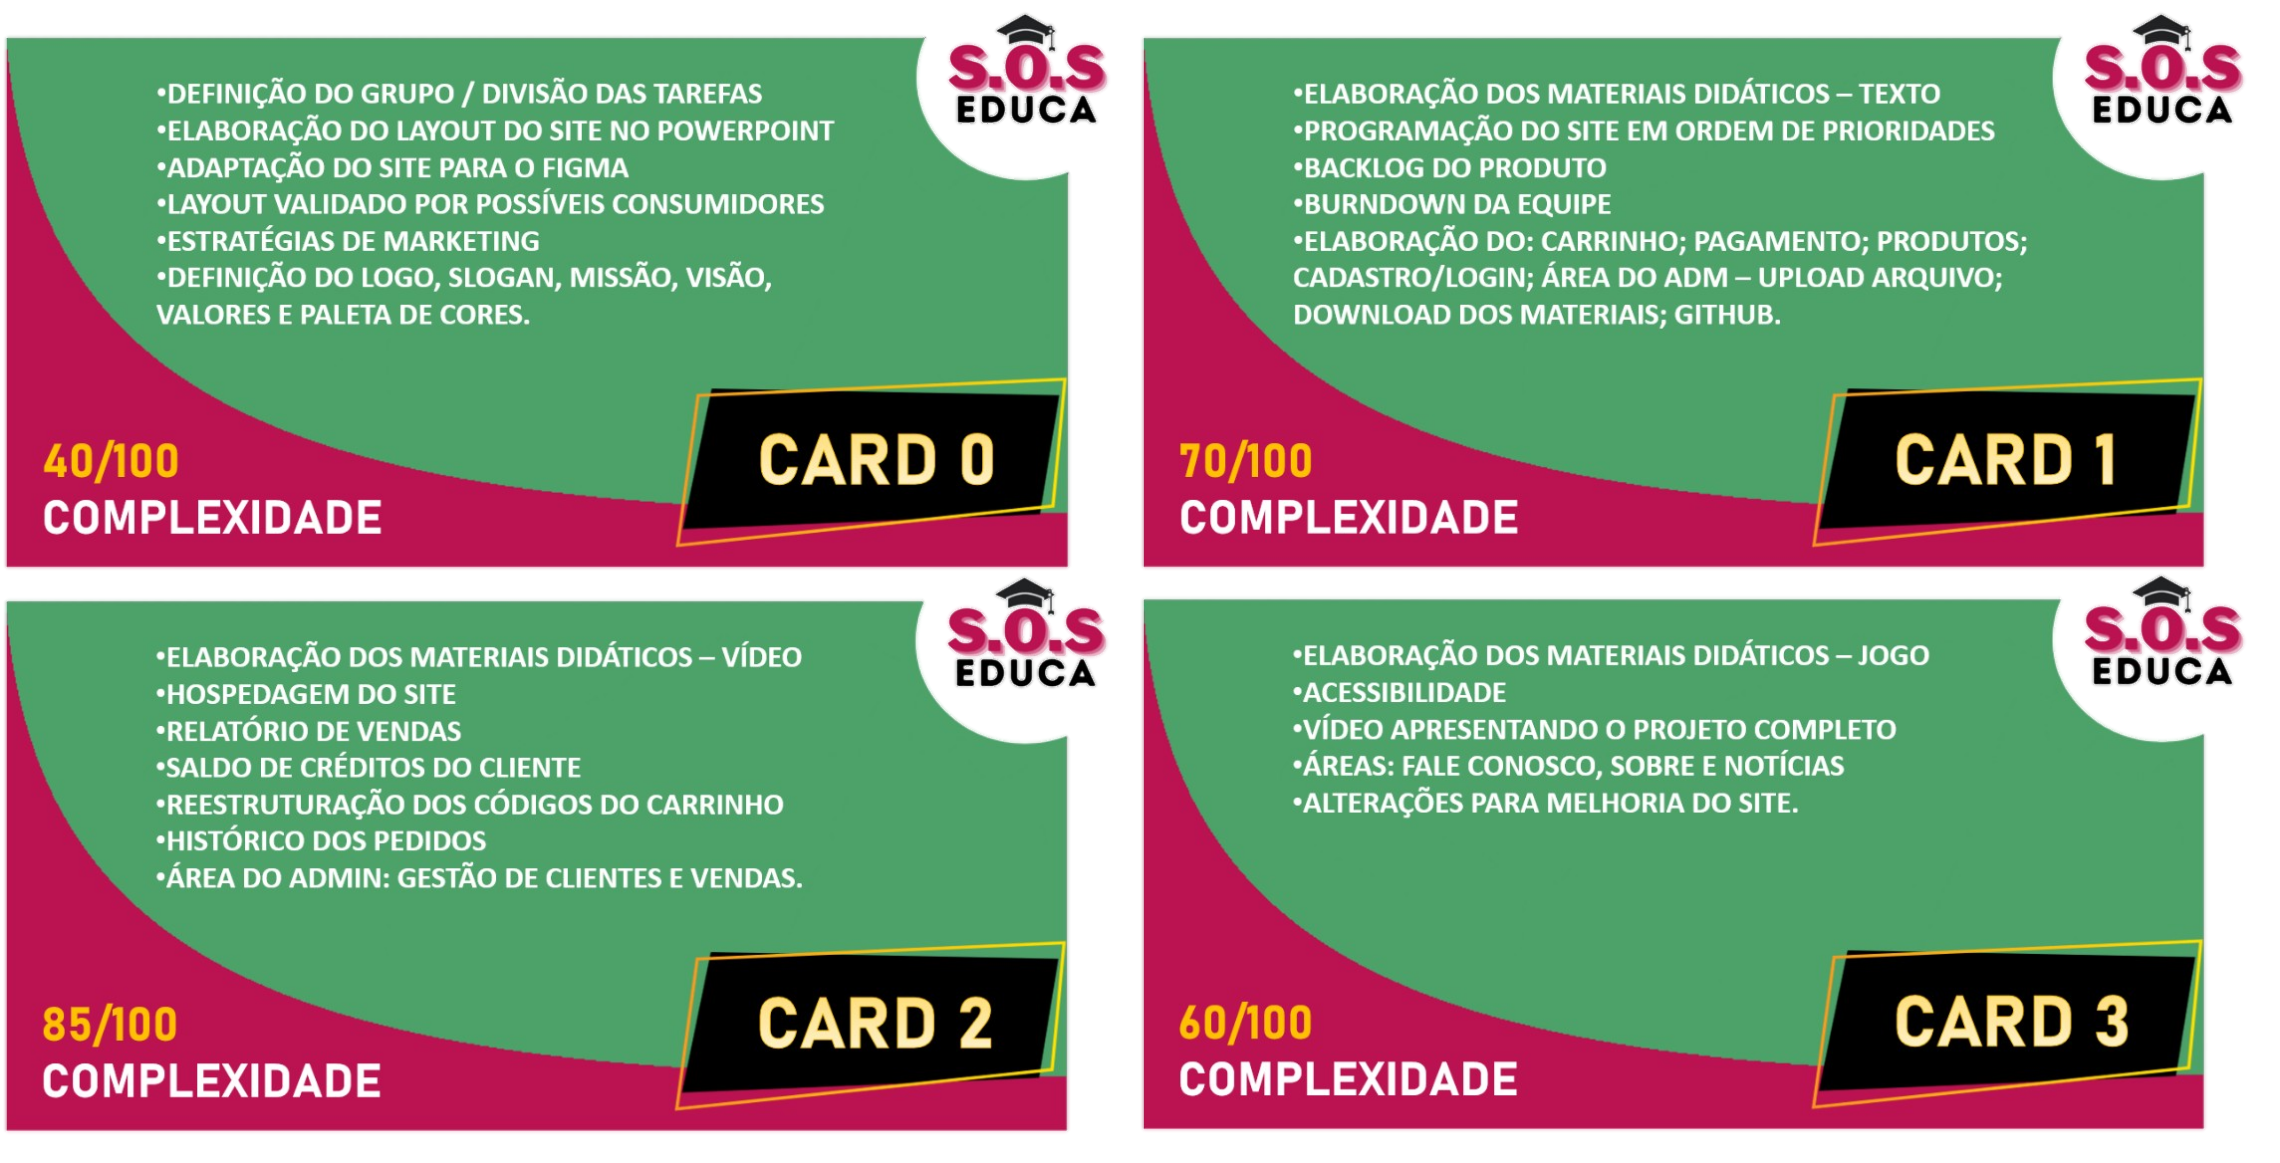 S.O.S
EDUCA
•DEFINIÇÃO DO GRUPO / DIVISÃO DAS TAREFAS
•ELABORAÇÃO DO LAYOUT DO SITE NO POWERPOINT
•ADAPTAÇÃO DO SITE PARA O FIGMA
•LAYOUT VALIDADO POR POSSÍVEIS CONSUMIDORES
•ESTRATÉGIAS DE MARKETING
•DEFINIÇÃO DO LOGO, SLOGAN, MISSÃO, VISÃO,
VALORES E PALETA DE CORES.
40/100
COMPLEXIDADE
CARD 0
S.O.S
EDUCA
•ELABORAÇÃO DOS MATERIAIS DIDÁTICOS – TEXTO
•PROGRAMAÇÃO DO SITE EM ORDEM DE PRIORIDADES
•BACKLOG DO PRODUTO
•BURNDOWN DA EQUIPE
•ELABORAÇÃO DO: CARRINHO; PAGAMENTO; PRODUTOS;
CADASTRO/LOGIN; ÁREA DO ADM – UPLOAD ARQUIVO;
DOWNLOAD DOS MATERIAIS; GITHUB.
70/100
COMPLEXIDADE
CARD 1
S.O.S
EDUCA
•ELABORAÇÃO DOS MATERIAIS DIDÁTICOS – VÍDEO
•HOSPEDAGEM DO SITE
•RELATÓRIO DE VENDAS
•SALDO DE CRÉDITOS DO CLIENTE
•REESTRUTURAÇÃO DOS CÓDIGOS DO CARRINHO
•HISTÓRICO DOS PEDIDOS
•ÁREA DO ADMIN: GESTÃO DE CLIENTES E VENDAS.
85/100
COMPLEXIDADE
CARD 2
S.O.S
EDUCA
•ELABORAÇÃO DOS MATERIAIS DIDÁTICOS – JOGO
•ACESSIBILIDADE
•VÍDEO APRESENTANDO O PROJETO COMPLETO
•ÁREAS: FALE CONOSCO, SOBRE E NOTÍCIAS
•ALTERAÇÕES PARA MELHORIA DO SITE.
60/100
COMPLEXIDADE
CARD 3